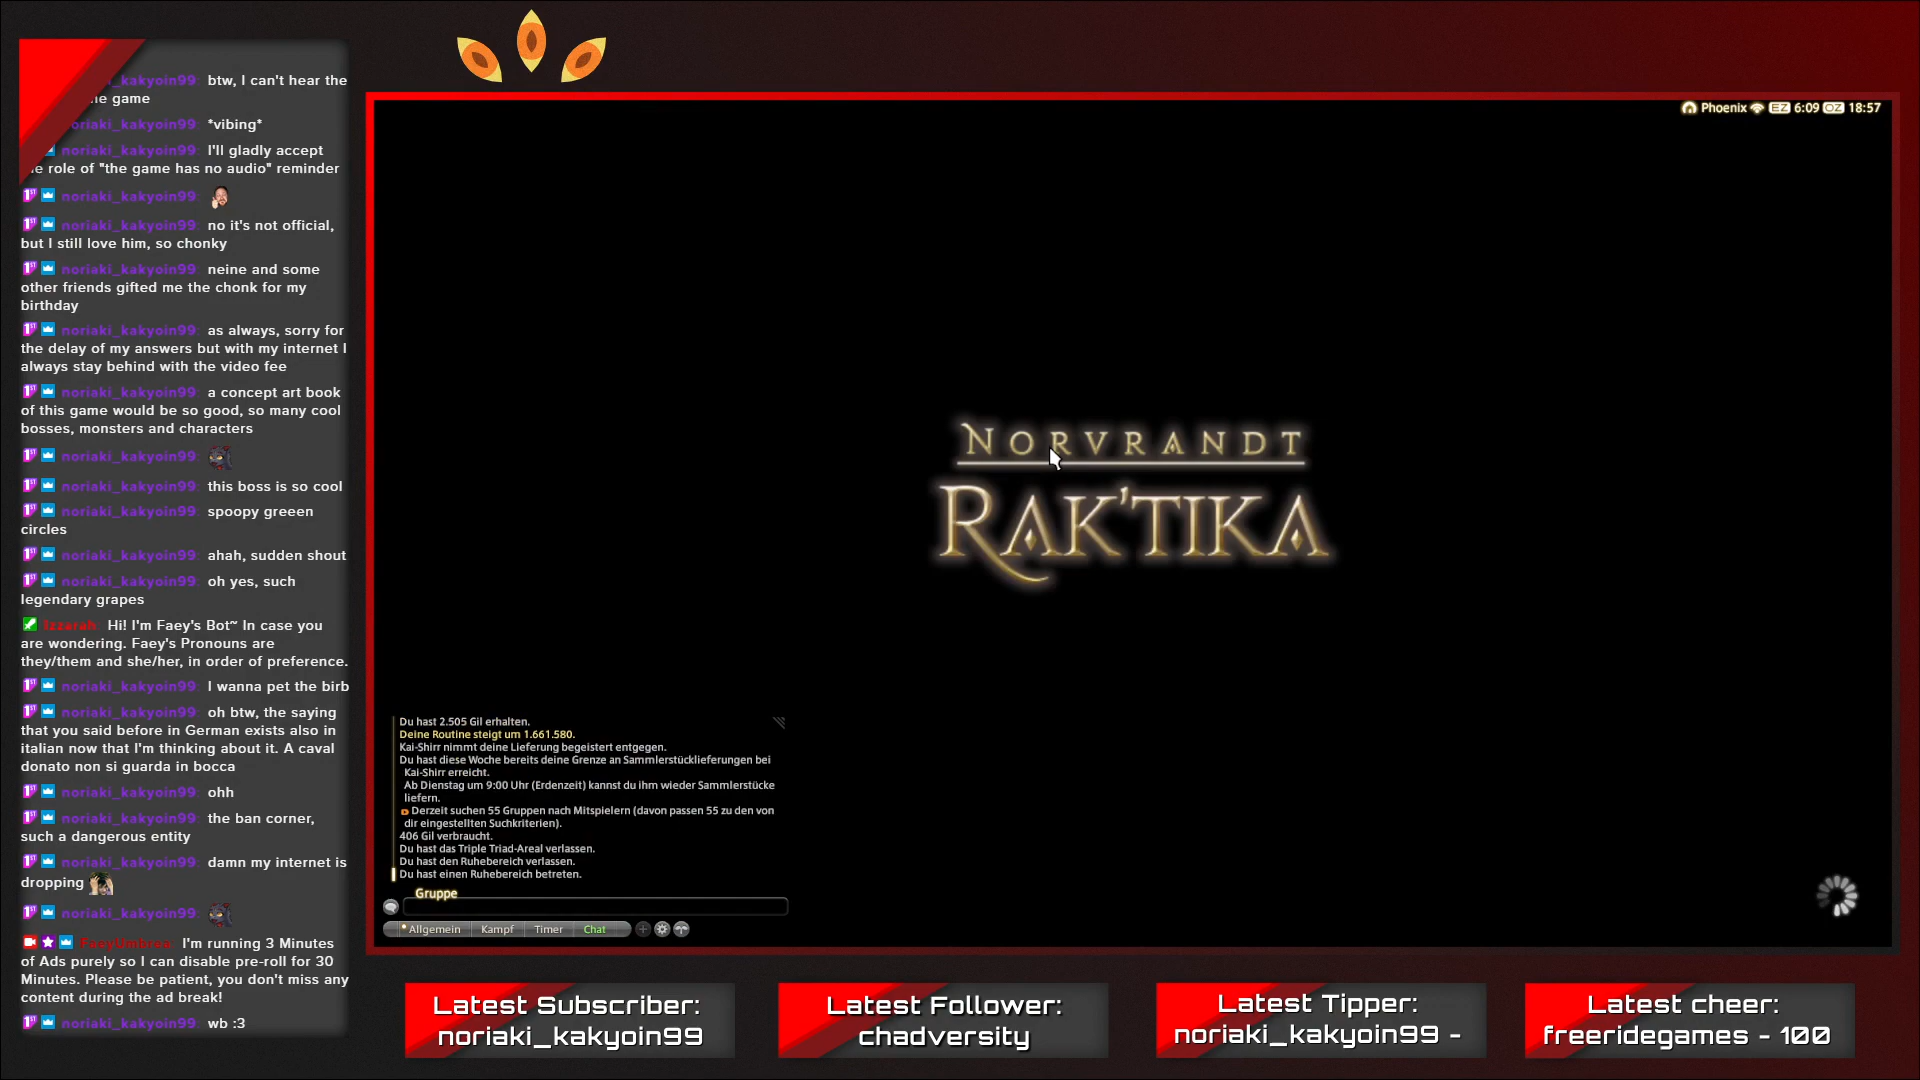 _kakyoin99: btw, I can't hear the
game
oriaki_kakyoin99: *vibing*
noriaki_kakyoin99: I'll gladly accept
role of "the game has no audio" reminder
noriaki_kakyoin99:
noriaki_kakyoin99: no it's not official,
but I still love him, so chonky
noriaki_kakyoin99: neine and some
other friends gifted me the chonk for my
birthday
noriaki_kakyoin99: as always, sorry for
the delay of my answers but with my internet I
always stay behind with the video fee
noriaki_kakyoin99: a concept art book
of this game would be so good, so many cool
bosses, monsters and characters
noriaki_kakyoin99:
noriaki_kakyoin99: this boss is so cool
noriaki_kakyoin99: spoopy greeen
circles
noriaki_kakyoin99: ahah, sudden shout
noriaki_kakyoin99: oh yes, such
legendary grapes
Izzarah: Hi! I'm Faey's Bot~ In case you
are wondering. Faey's Pronouns are
they/them and she/her, in order of preference.
noriaki_kakyoin99: I wanna pet the birb
noriaki_kakyoin99: oh btw, the saying
that you said before in German exists also in
italian now that I'm thinking about it. A caval
donato non si guarda in bocca
noriaki_kakyoin99: ohh
noriaki_kakyoin99: the ban corner,
such a dangerous entity
noriaki_kakyoin99: damn my internet is
dropping
noriaki_kakyoin99:
FaeyUmbrea: I'm running 3 Minutes
of Ads purely so I can disable pre-roll for 30
Minutes. Please be patient, you don't miss any
content during the ad break!
noriaki_kakyoin99: wb :3
Phoenix EZ 6:09 OZ 18:57
NORVRANDT
RAK'TIKA
Du hast 2.505 Gil erhalten.
Deine Routine steigt um 1.661.580.
Kai-Shirr nimmt deine Lieferung begeistert entgegen.
Du hast diese Woche bereits deine Grenze an Sammlerstücklieferungen bei
Kai-Shirr erreicht.
Ab Dienstag um 9:00 Uhr (Erdenzeit) kannst du ihm wieder Sammlerstücke
liefern.
Derzeit suchen 55 Gruppen nach Mitspielern (davon passen 55 zu den von
dir eingestellten Suchkriterien).
406 Gil verbraucht.
Du hast das Triple Triad-Areal verlassen.
Du hast den Ruhebereich verlassen.
Du hast einen Ruhebereich betreten.
Gruppe
Allgemein Kampf Timer Chat
Latest Subscriber:
noriaki_kakyoin99
Latest Follower:
chadversity
Latest Tipper:
noriaki_kakyoin99 -
Latest cheer:
freeridegames - 100